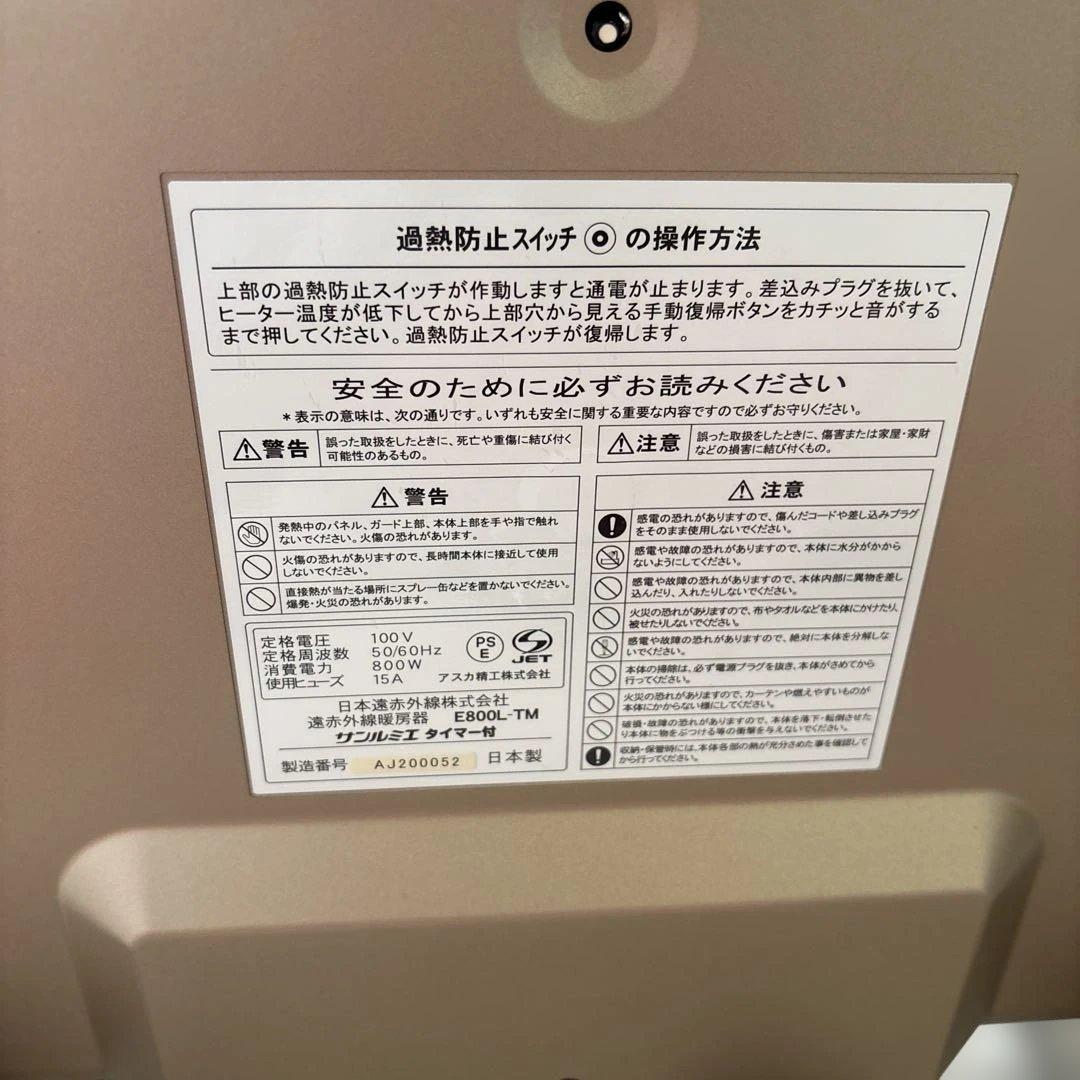 過熱防止スイッチ◎の操作方法
上部の過熱防止スイッチが作動しますと通電が止まります。差込みプラグを抜いて、
ヒーター温度が低下してから上部穴から見える手動復帰ボタンをカチッと音がする
まで押してください。過熱防止スイッチが復帰します。
安全のために必ずお読みください
*表示の意味は、次の通りです。いずれも安全に関する重要な内容ですので必ずお守りください。
⚠警告
誤った取扱をしたときに、死亡や重傷に結び付く
可能性のあるもの。
⚠注意
誤った取扱をしたときに、傷害または家屋・家財
などの損害に結び付くもの。
⚠警告
発熱中のパネル、ガード上部、本体上部を手や指で触れ
ないでください。火傷の恐れがあります。
火傷の恐れがありますので、長時間本体に接近して使用
しないでください。
直接熱が当たる場所にスプレー缶などを置かないでください。
爆発・火災の恐れがあります。
定格電圧 100V
定格周波数 50/60Hz
消費電力 800W
使用ヒューズ 15A
PS
E
JET
アスカ精工株式会社
日本遠赤外線株式会社
遠赤外線暖房器 E800L-TM
サンルミエ タイマー付
製造番号 AJ200052 日本製
⚠注意
感電の恐れがありますので、傷んだコードや差し込みプラグ
をそのまま使用しないでください。
感電や故障の恐れがありますので、本体に水分がかから
ないようにしてください。
感電や故障の恐れがありますので、本体内部に異物を差し
込んだり、入れたりしないでください。
火災の恐れがありますので、布やタオルなどを本体にかけたり、
被せたりしないでください。
感電や故障の恐れがありますので、絶対に本体を分解しな
いでください。
本体の掃除は、必ず電源プラグを抜き、本体がさめてから
行ってください。
火災の恐れがありますので、カーテンや燃えやすいものが
本体にかからない様にしてください。
破損・故障の恐れがありますので、本体を落下・転倒させた
り本体に物をぶつける等の衝撃を与えないでください。
収納・保管時には、本体各部の熱が充分さめた事を確認して
から行ってください。